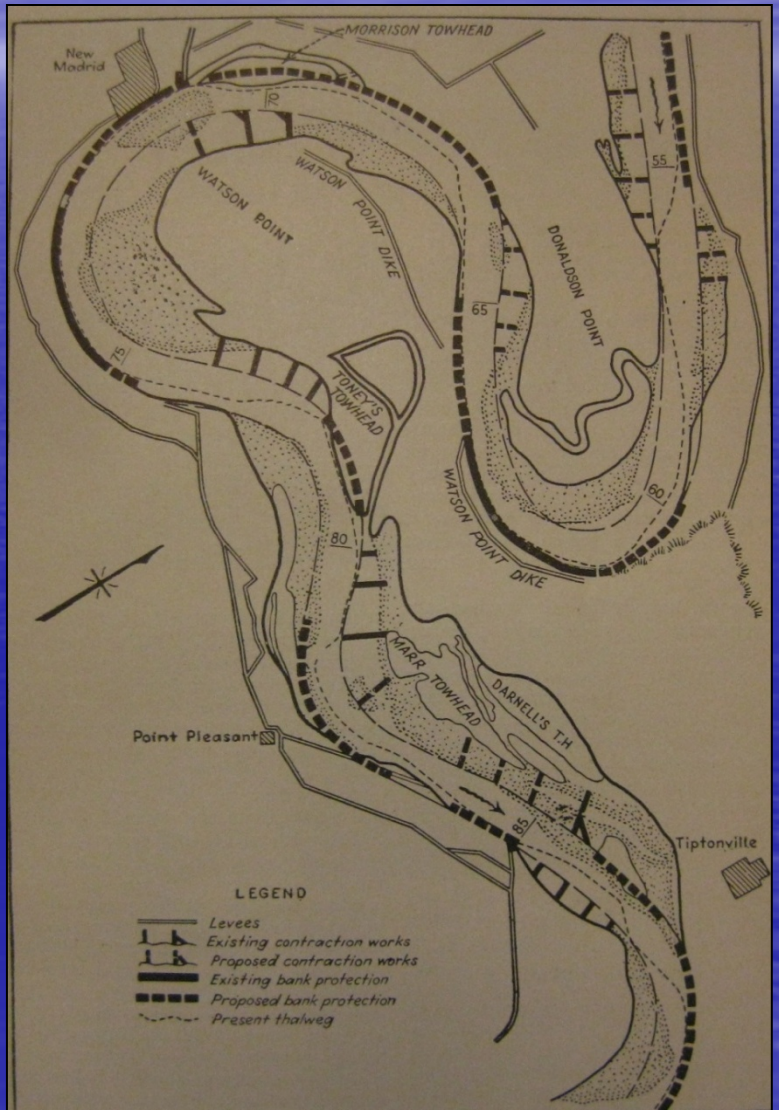 MORRISON TOWHEAD
New
Madrid
70
55
WATSON POINT
WATSON POINT DIKE
DONALDSON POINT
65
75
TONEY'S
TOWHEAD
60
WATSON POINT DIKE
80
MARR TOWHEAD
DARNELL'S T.H
Point Pleasant
85
Tiptonville
LEGEND
Levees
Existing contraction works
Proposed contraction works
Existing bank protection
Proposed bank protection
Present thalweg